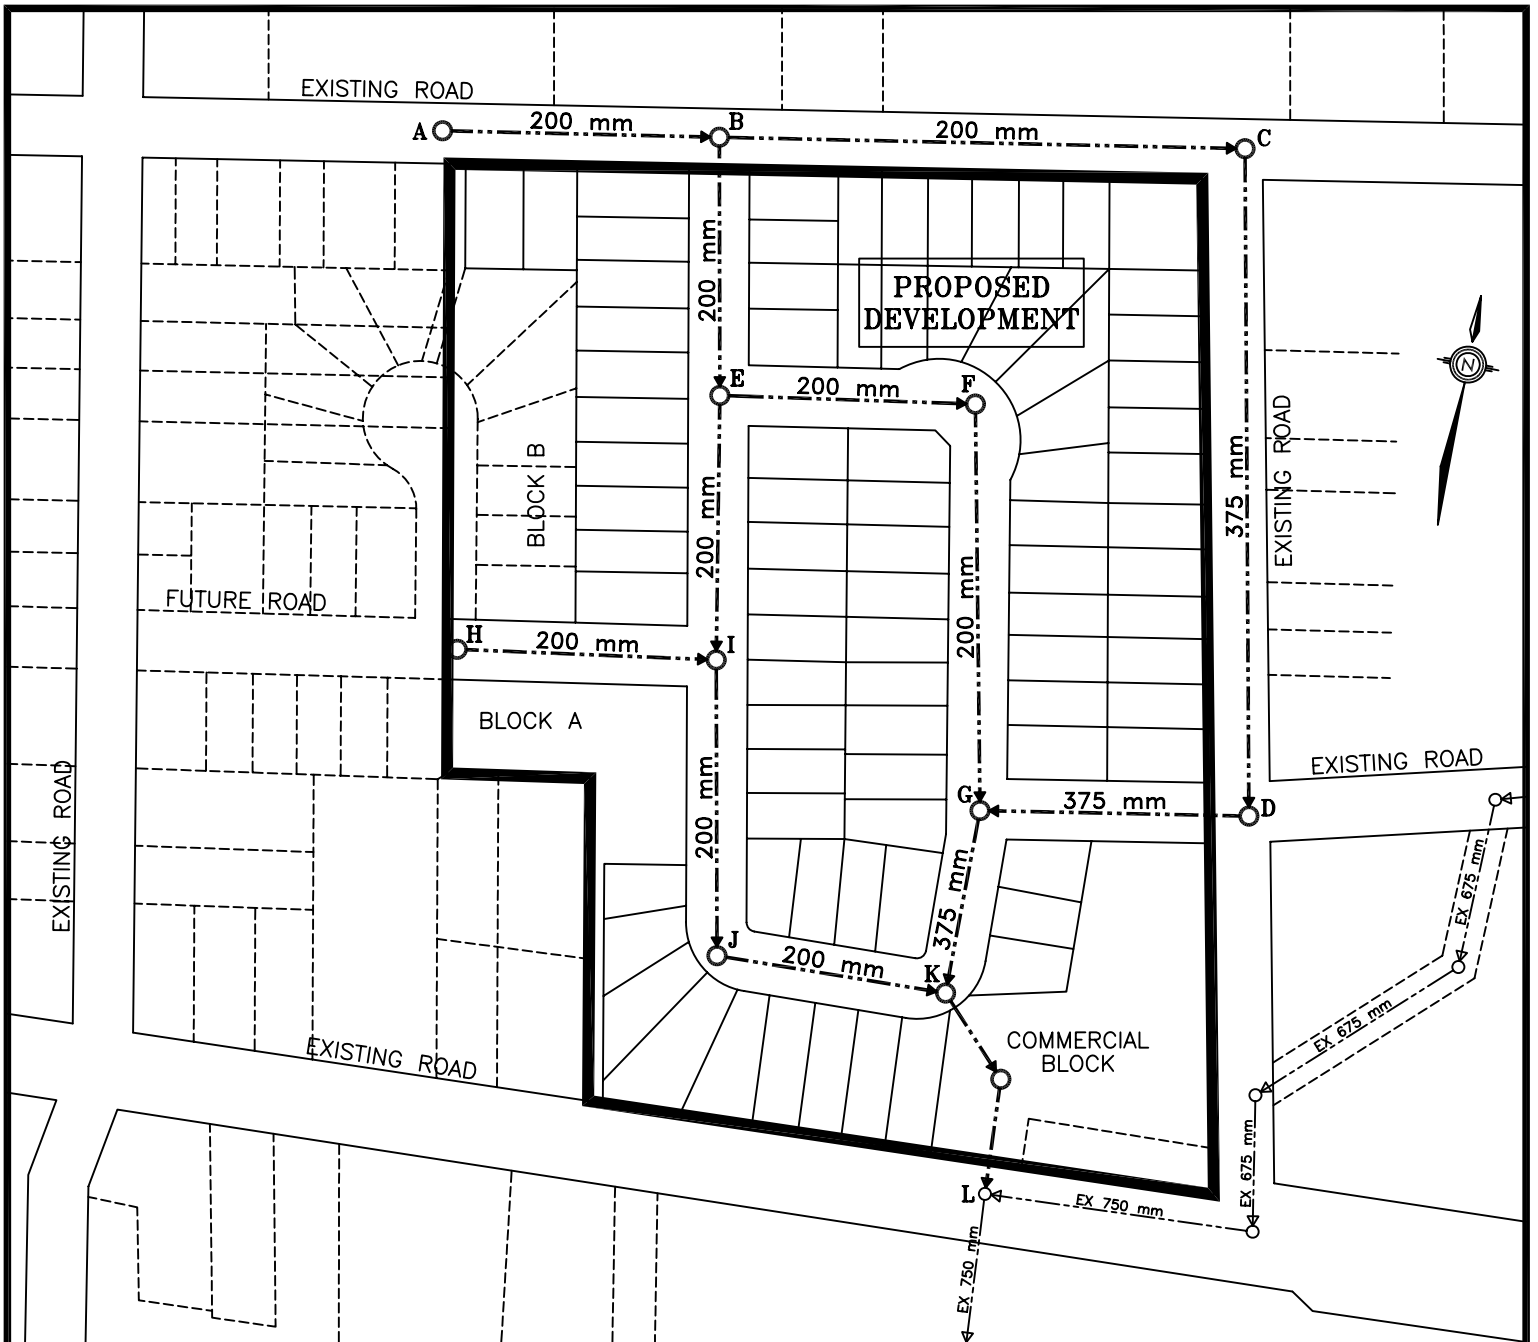 EXISTING ROAD
A
200 mm
B
200 mm
C
200 mm
PROPOSED
DEVELOPMENT
N
E
200 mm
F
EXISTING ROAD
375 mm
BLOCK B
200 mm
200 mm
FUTURE ROAD
H
200 mm
I
BLOCK A
EXISTING ROAD
EXISTING ROAD
200 mm
G
375 mm
D
EX 675 mm
375 mm
J
200 mm
K
EX 675 mm
EXISTING ROAD
COMMERCIAL
BLOCK
EX 675 mm
L
EX 750 mm
EX 750 mm